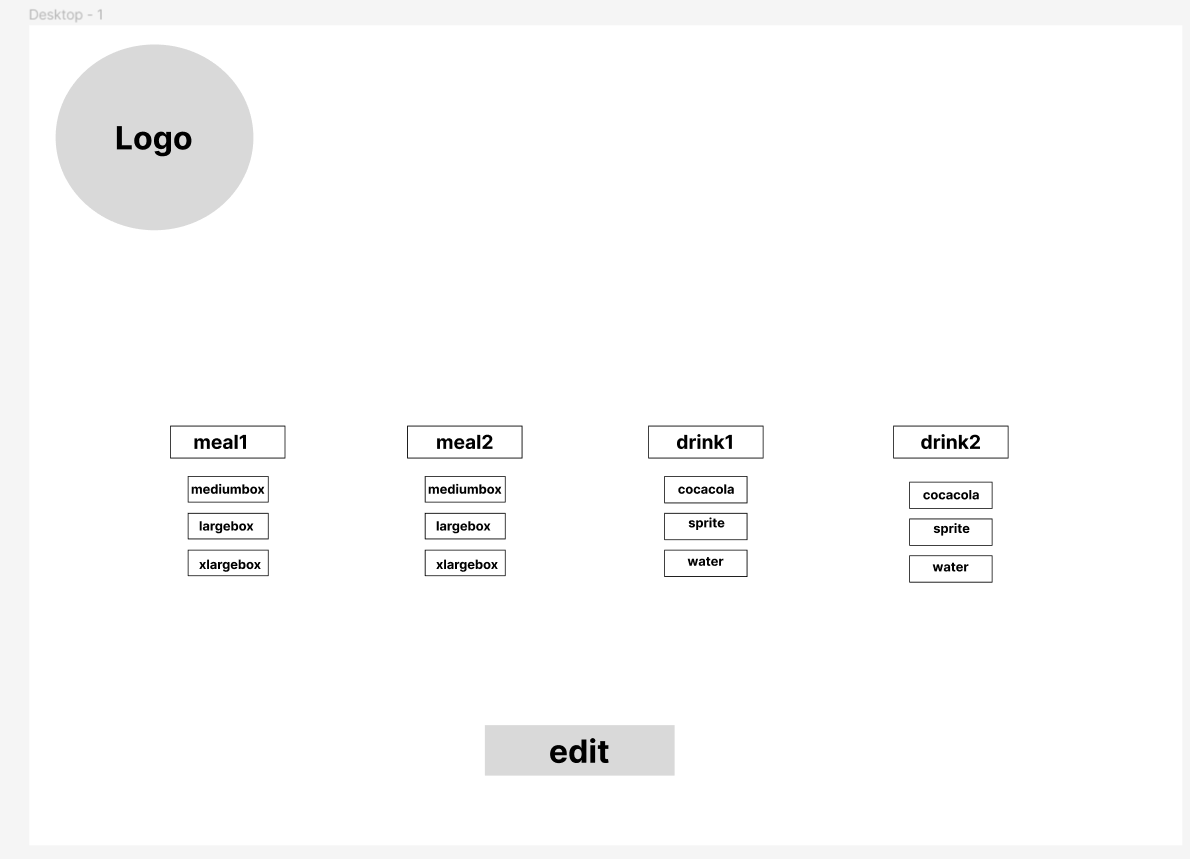 Desktop - 1
Logo
meal1
mediumbox
largebox
xlargebox
meal2
mediumbox
largebox
xlargebox
drink1
cocacola
sprite
water
drink2
cocacola
sprite
water
edit